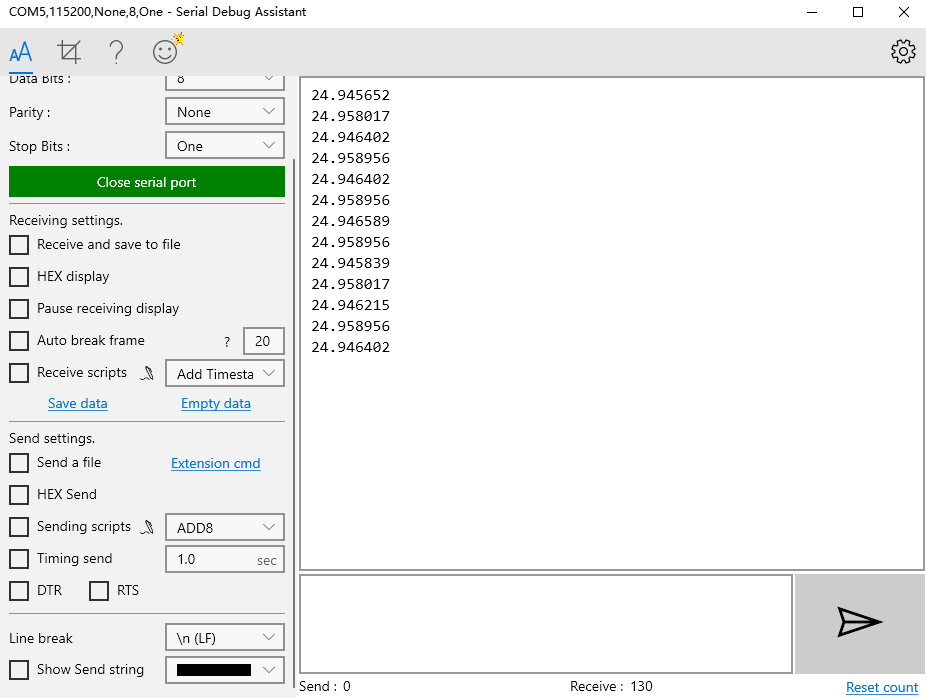 COM5,115200,None,8,One - Serial Debug Assistant
AA
Data Bits :
8
Parity :
None
Stop Bits :
One
Close serial port
Receiving settings.
Receive and save to file
HEX display
Pause receiving display
Auto break frame
?
20
Receive scripts
Add Timesta
Save data
Empty data
Send settings.
Send a file
Extension cmd
HEX Send
Sending scripts
ADD8
Timing send
1.0
sec
DTR
RTS
Line break
\n (LF)
Show Send string
24.945652
24.958017
24.946402
24.958956
24.946402
24.958956
24.946589
24.958956
24.945839
24.958017
24.946215
24.958956
24.946402
Send : 0
Receive : 130
Reset count